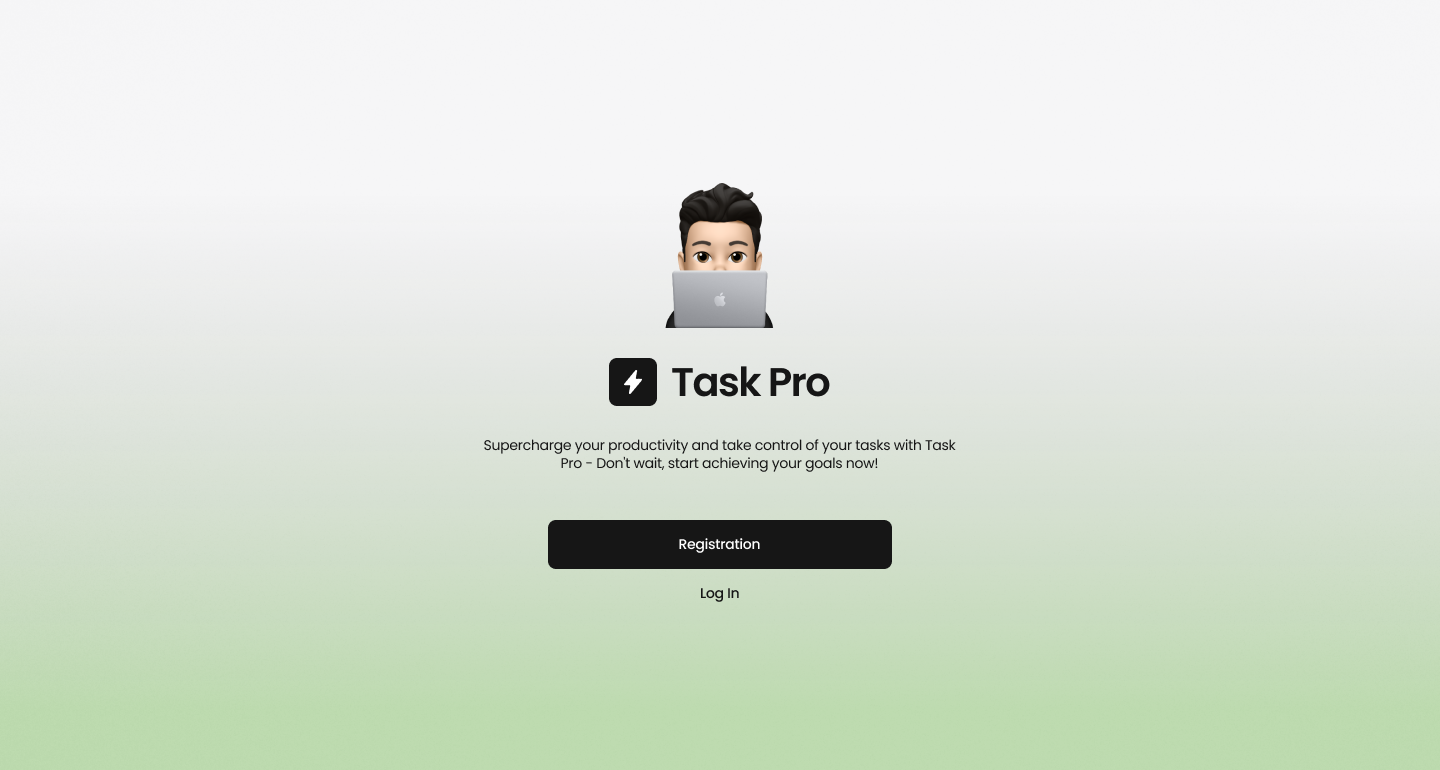 Task Pro
Supercharge your productivity and take control of your tasks with Task
Pro - Don't wait, start achieving your goals now!
Registration
Log In